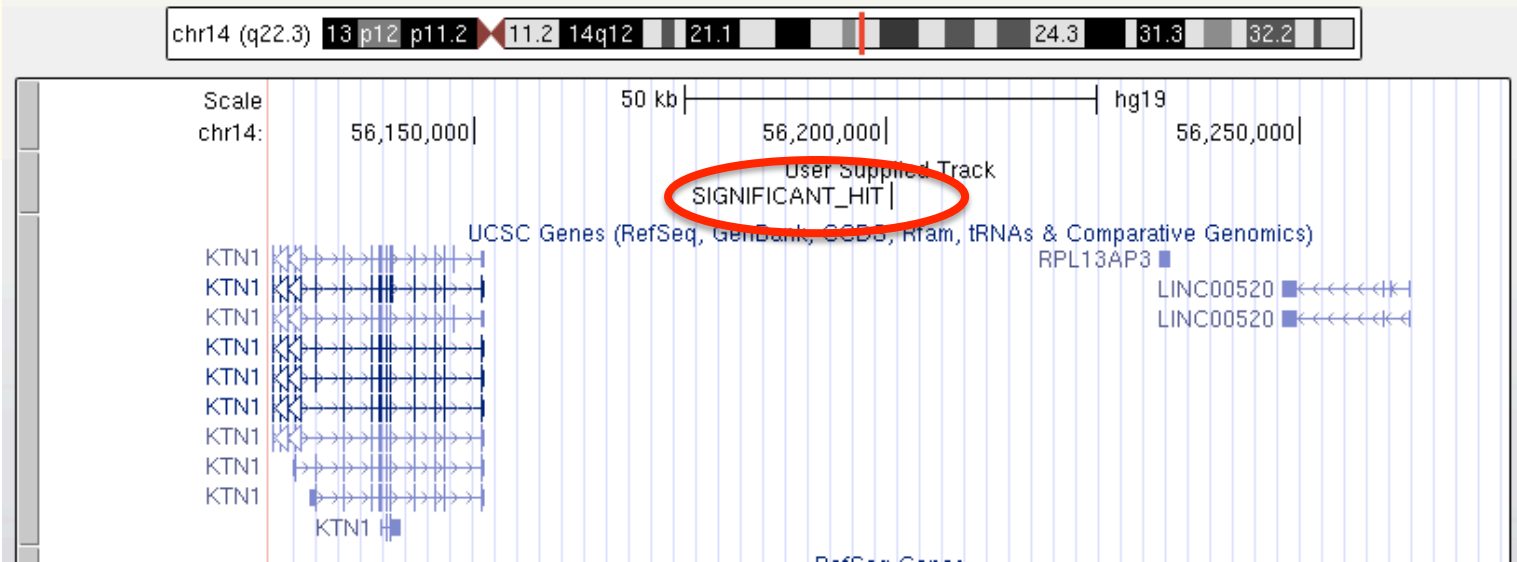 chr14 (q22.3) 13 p12 p11.2 11.2 14q12 21.1 24.3 31.3 32.2
Scale 50 kb hg19
chr14: 56,150,000 56,200,000 56,250,000
User Supplied Track
SIGNIFICANT_HIT
UCSC Genes (RefSeq, GenBank, CCDS, Rfam, tRNAs & Comparative Genomics)
KTN1 RPL13AP3
KTN1 LINC00520
KTN1 LINC00520
KTN1
KTN1
KTN1
KTN1
KTN1
KTN1
KTN1
RefSeq Genes